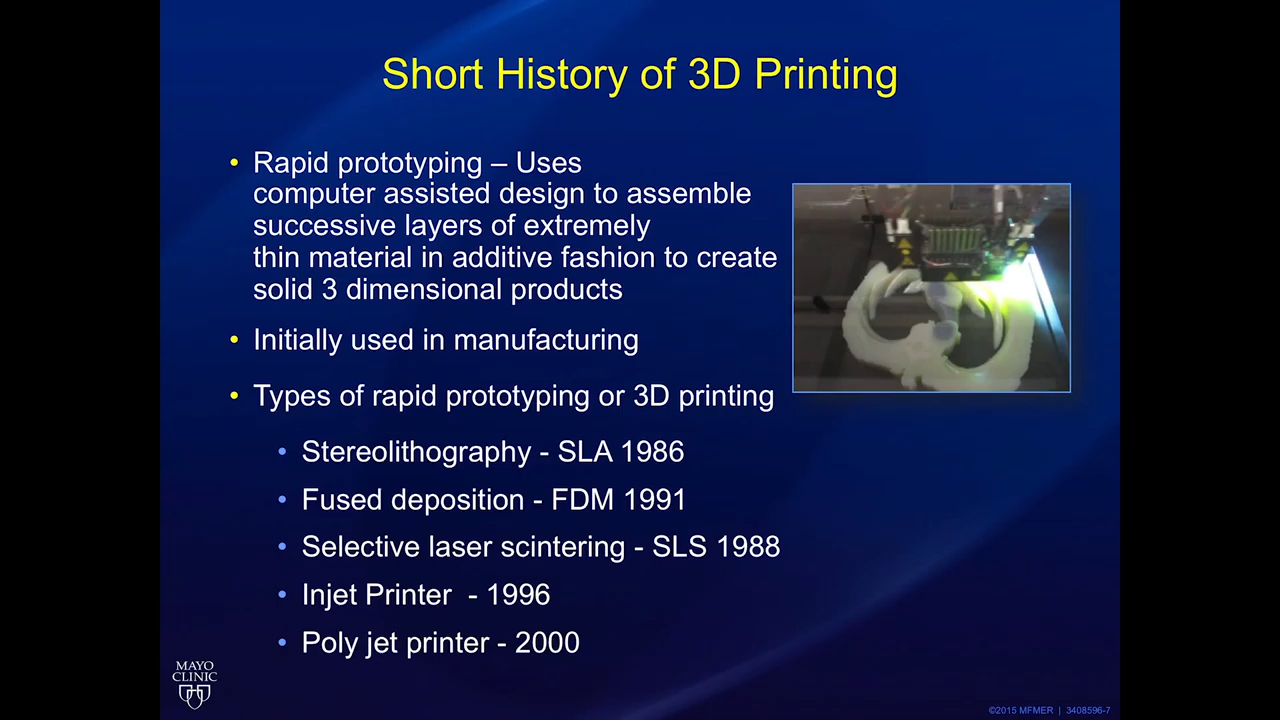 Short History of 3D Printing
• Rapid prototyping – Uses
computer assisted design to assemble
successive layers of extremely
thin material in additive fashion to create
solid 3 dimensional products
• Initially used in manufacturing
• Types of rapid prototyping or 3D printing
• Stereolithography - SLA 1986
• Fused deposition - FDM 1991
• Selective laser scintering - SLS 1988
• Injet Printer - 1996
• Poly jet printer - 2000
MAYO
CLINIC
©2015 MFMER | 3408596-7